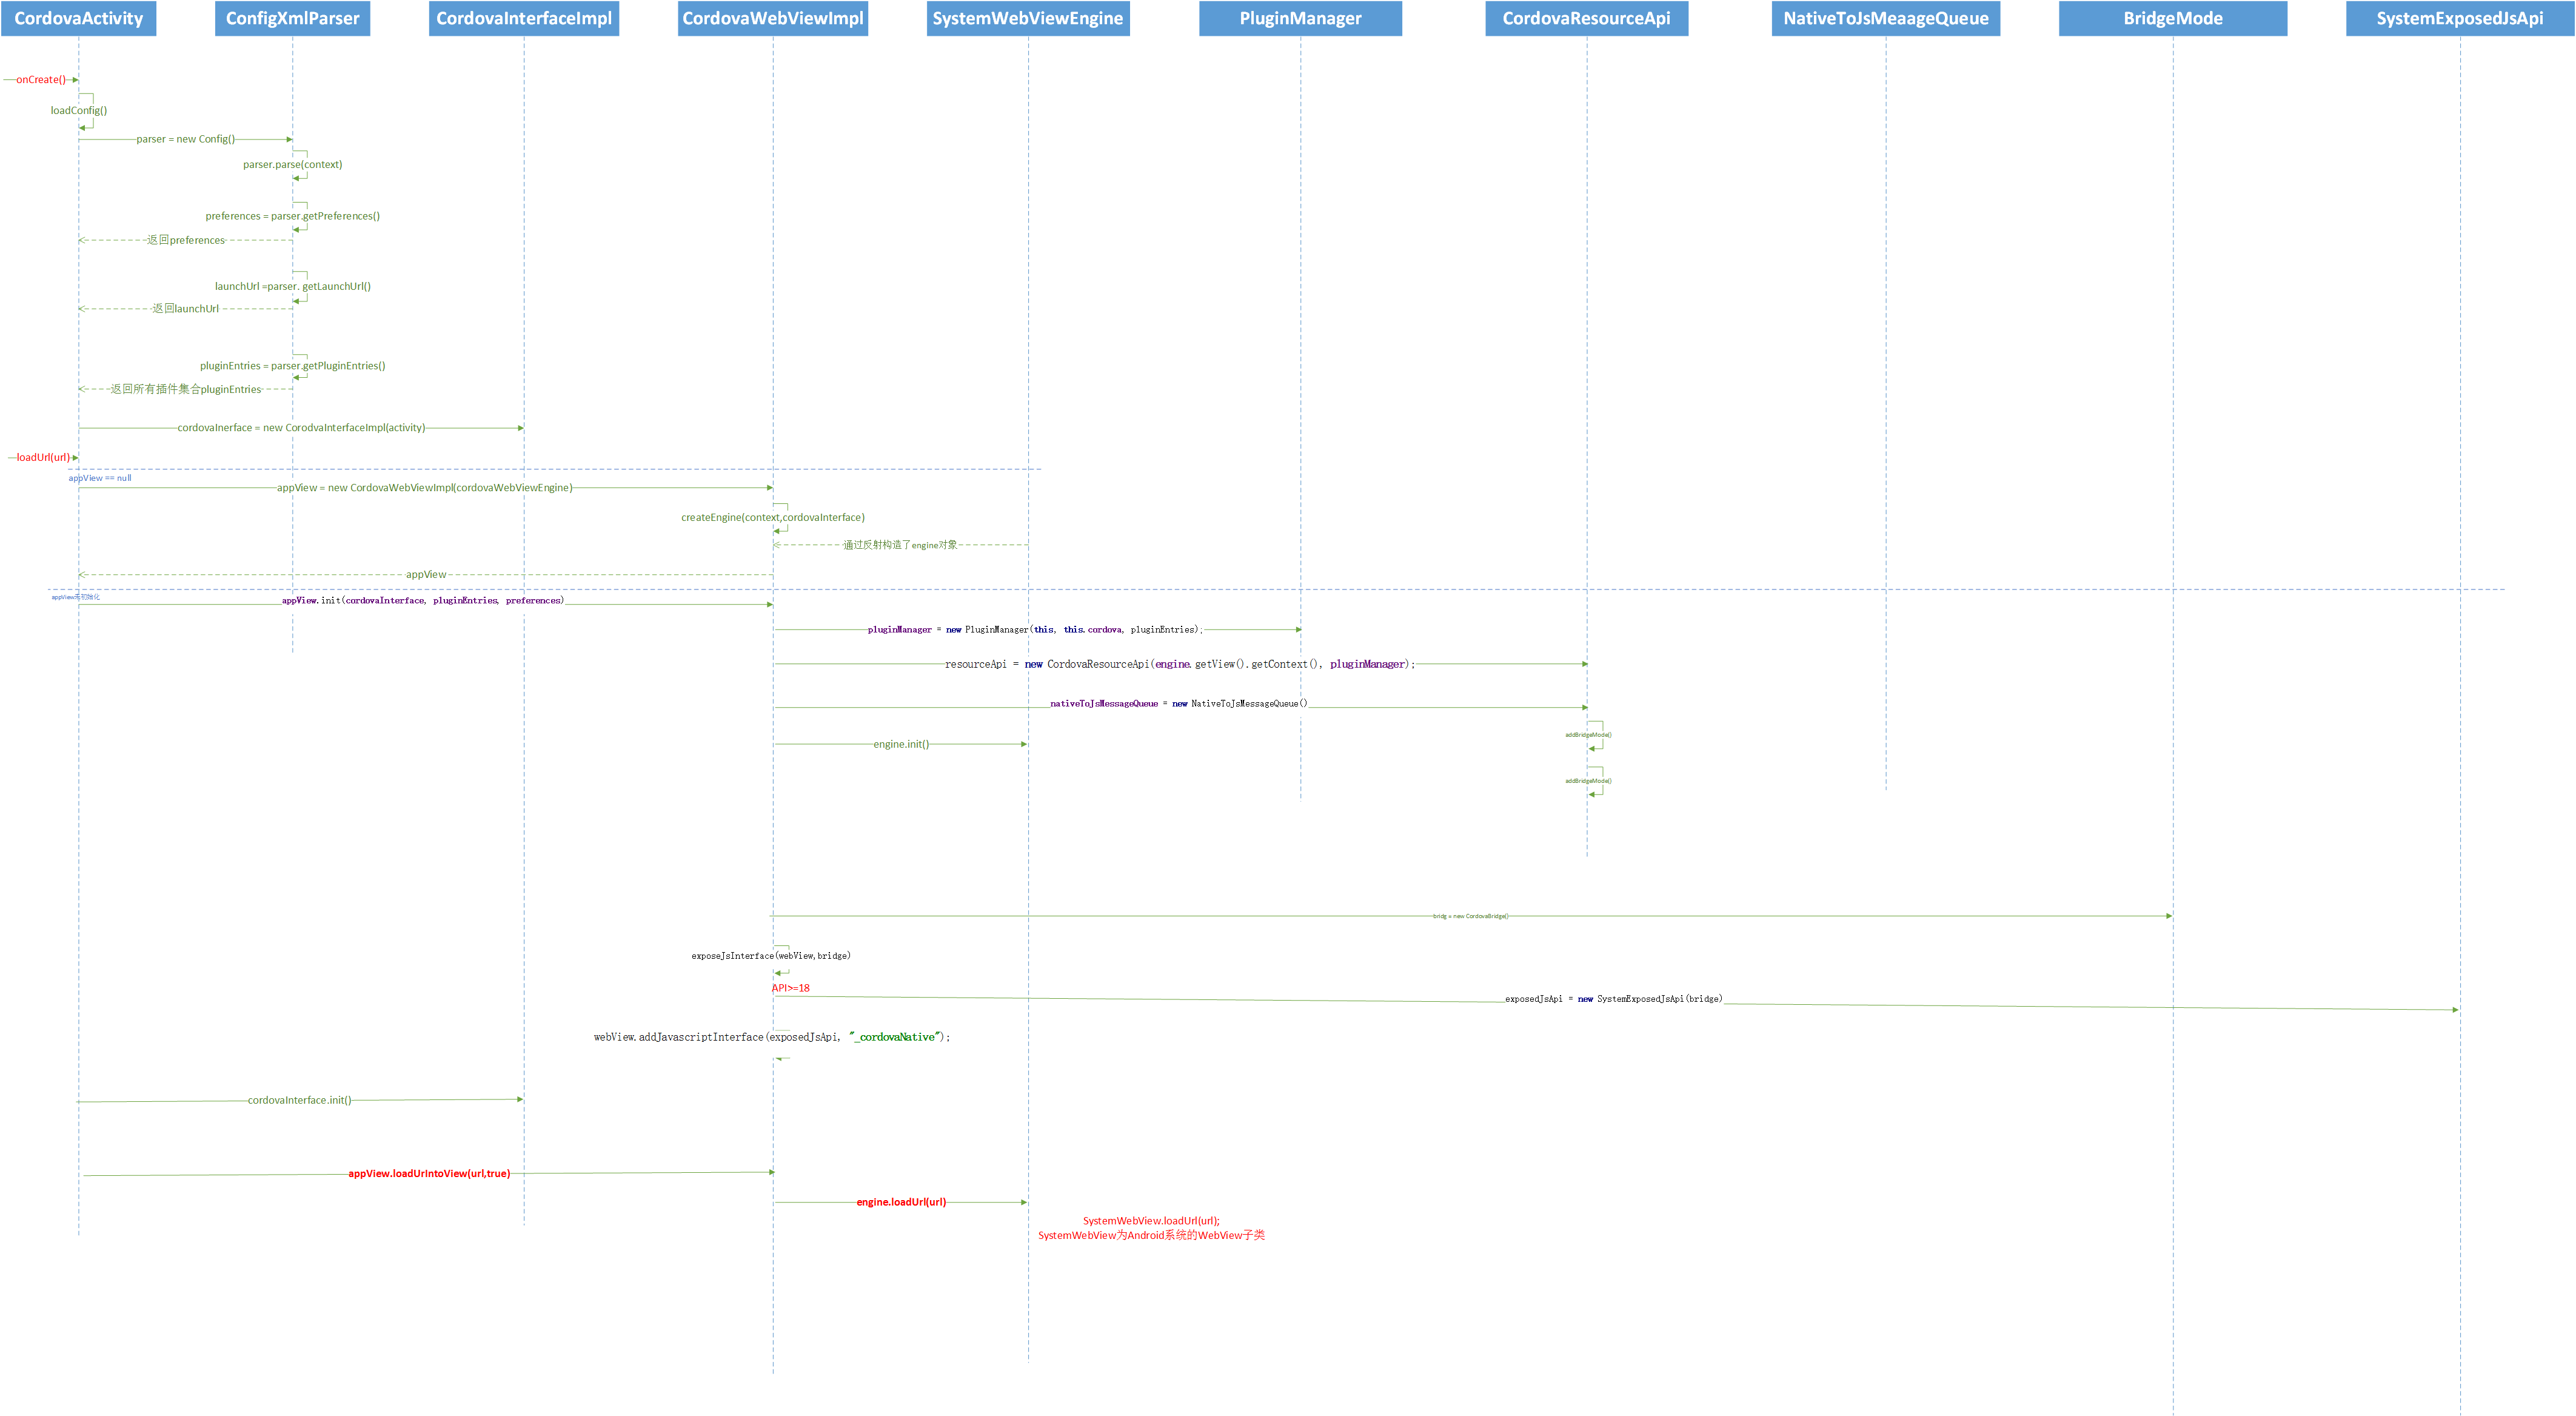 CordovaActivity
ConfigXmlParser
CordovaInterfaceImpl
CordovaWebViewImpl
SystemWebViewEngine
PluginManager
CordovaResourceApi
NativeToJsMeaageQueue
BridgeMode
SystemExposedJsApi
onCreate()
loadConfig()
parser = new Config()
parser.parse(context)
preferences = parser.getPreferences()
返回preferences
launchUrl =parser. getLaunchUrl()
返回launchUrl
pluginEntries = parser.getPluginEntries()
返回所有插件集合pluginEntries
cordovaInerface = new CorodvaInterfaceImpl(activity)
loadUrl(url)
appView == null
appView = new CordovaWebViewImpl(cordovaWebViewEngine)
createEngine(context,cordovaInterface)
通过反射构造了engine对象
appView
appView未初始化
appView.init(cordovaInterface, pluginEntries, preferences)
pluginManager = new PluginManager(this, this.cordova, pluginEntries);
resourceApi = new CordovaResourceApi(engine.getView().getContext(), pluginManager);
nativeToJsMessageQueue = new NativeToJsMessageQueue()
addBridgeMode()
engine.init()
addBridgeMode()
bridg = new CordovaBridge()
exposeJsInterface(webView,bridge)
API>=18
exposedJsApi = new SystemExposedJsApi(bridge)
webView.addJavascriptInterface(exposedJsApi, "_cordovaNative");
cordovaInterface.init()
appView.loadUrIntoView(url,true)
engine.loadUrl(url)
SystemWebView.loadUrl(url);
SystemWebView为Android系统的WebView子类